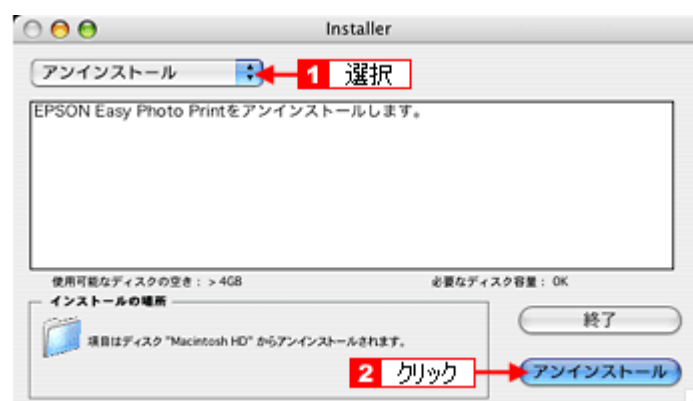 Installer
アンインストール
1 選択
EPSON Easy Photo Printをアンインストールします。
使用可能なディスクの空き： > 4GB
必要なディスク容量： OK
インストールの場所
項目はディスク "Macintosh HD" からアンインストールされます。
終了
2 クリック
アンインストール